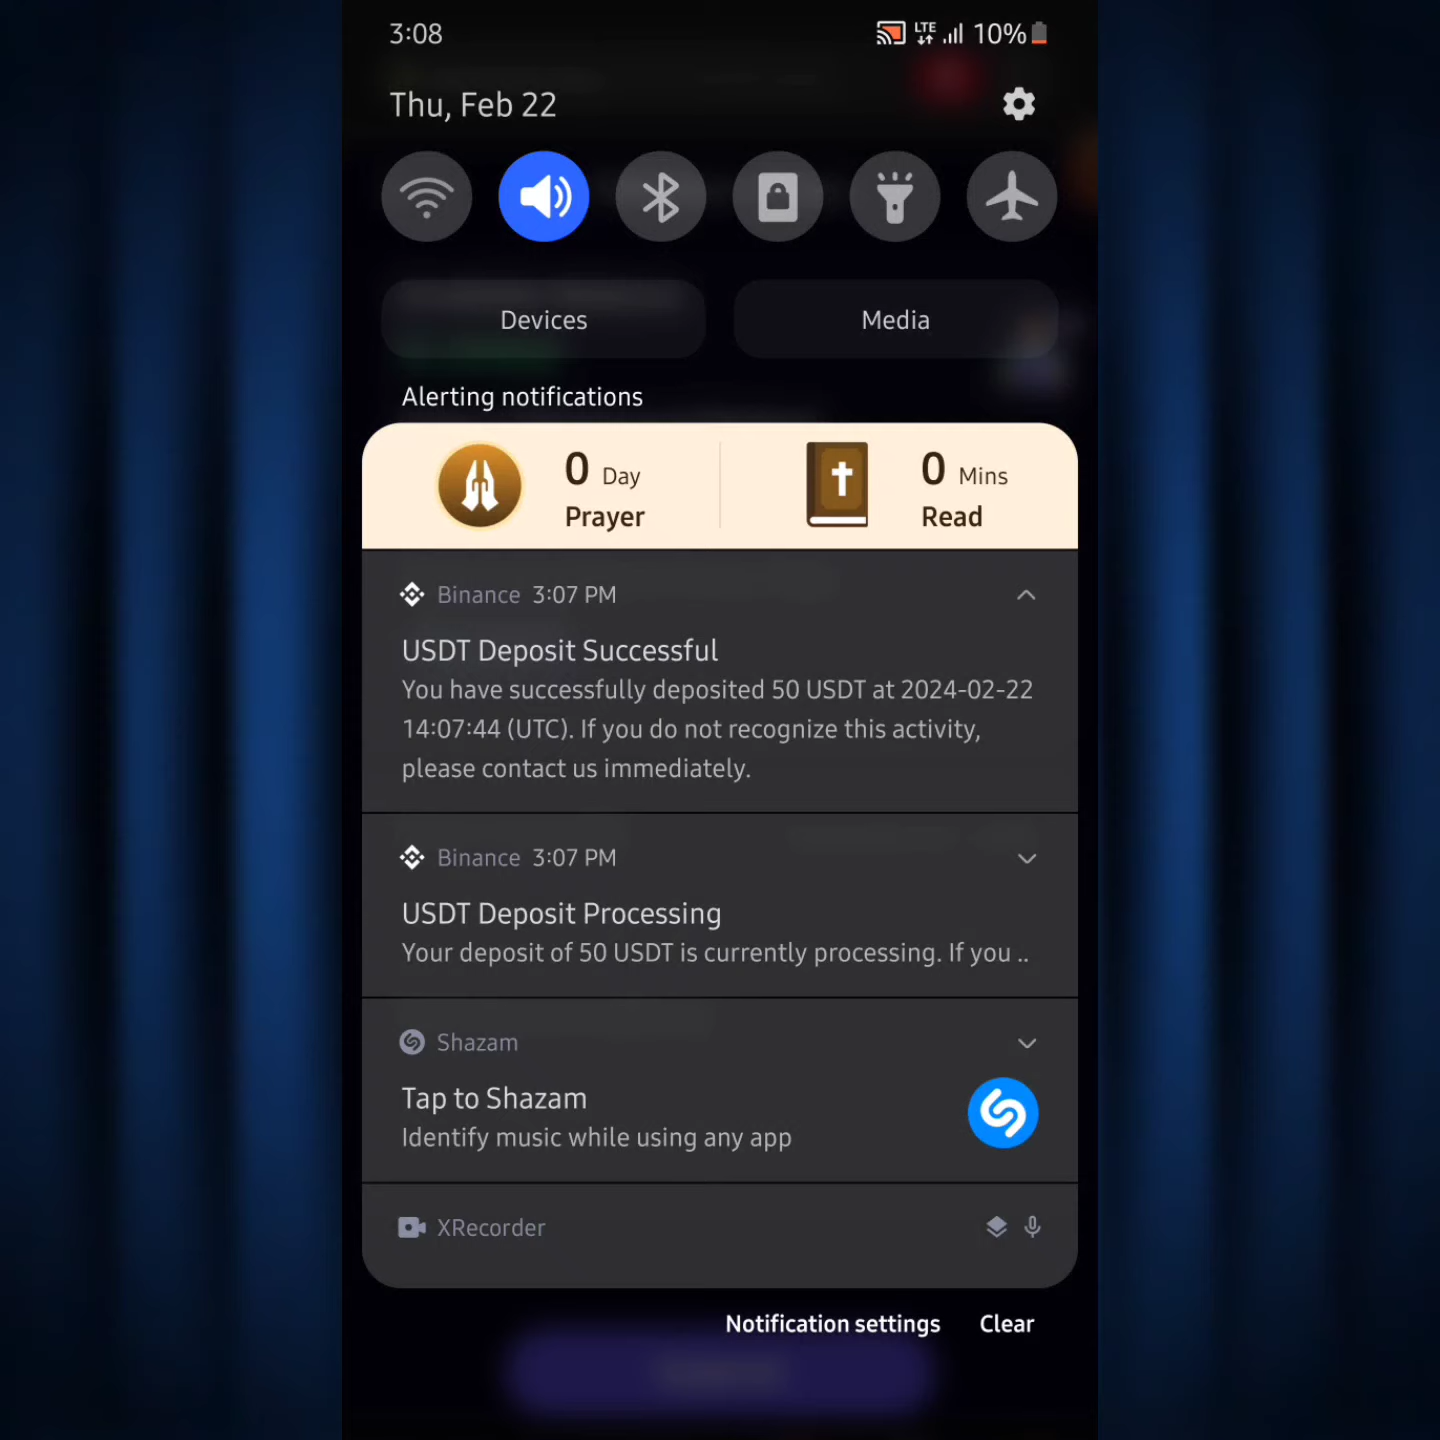 3:08
LTE 10%
Thu, Feb 22
Devices Media
Alerting notifications
0 Day 0 Mins
Prayer Read
Binance 3:07 PM
USDT Deposit Successful
You have successfully deposited 50 USDT at 2024-02-22
14:07:44 (UTC). If you do not recognize this activity,
please contact us immediately.
Binance 3:07 PM
USDT Deposit Processing
Your deposit of 50 USDT is currently processing. If you ..
Shazam
Tap to Shazam
Identify music while using any app
XRecorder
Notification settings Clear